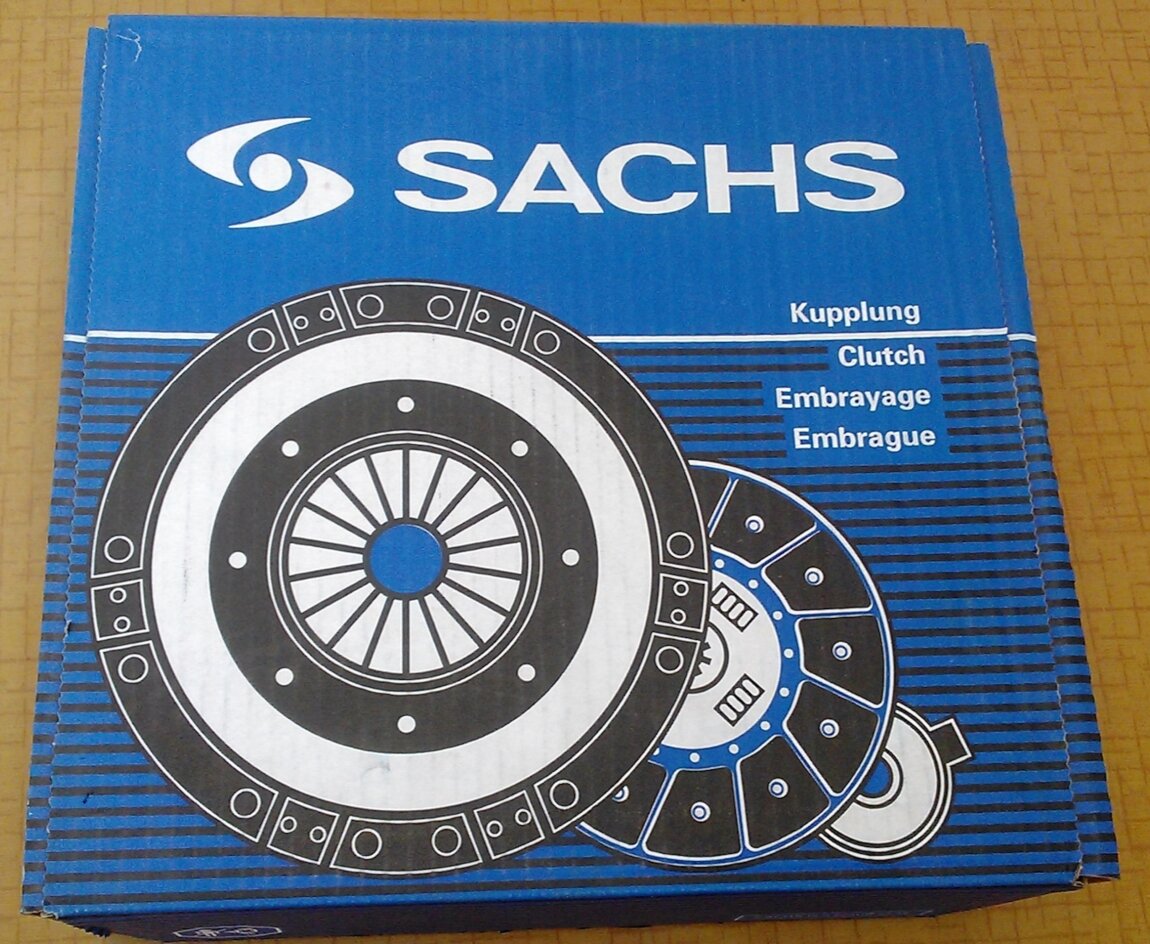 SACHS
Kupplung
Clutch
Embrayage
Embrague